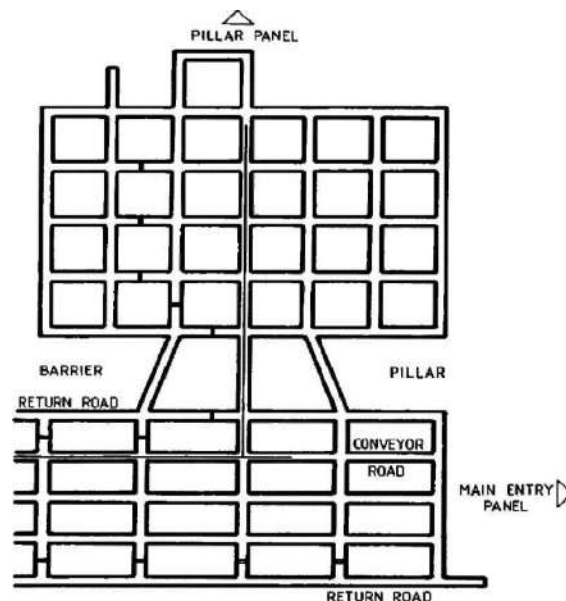 PILLAR PANEL
BARRIER
PILLAR
RETURN ROAD
CONVEYOR
ROAD
MAIN ENTRY
PANEL
RETURN ROAD